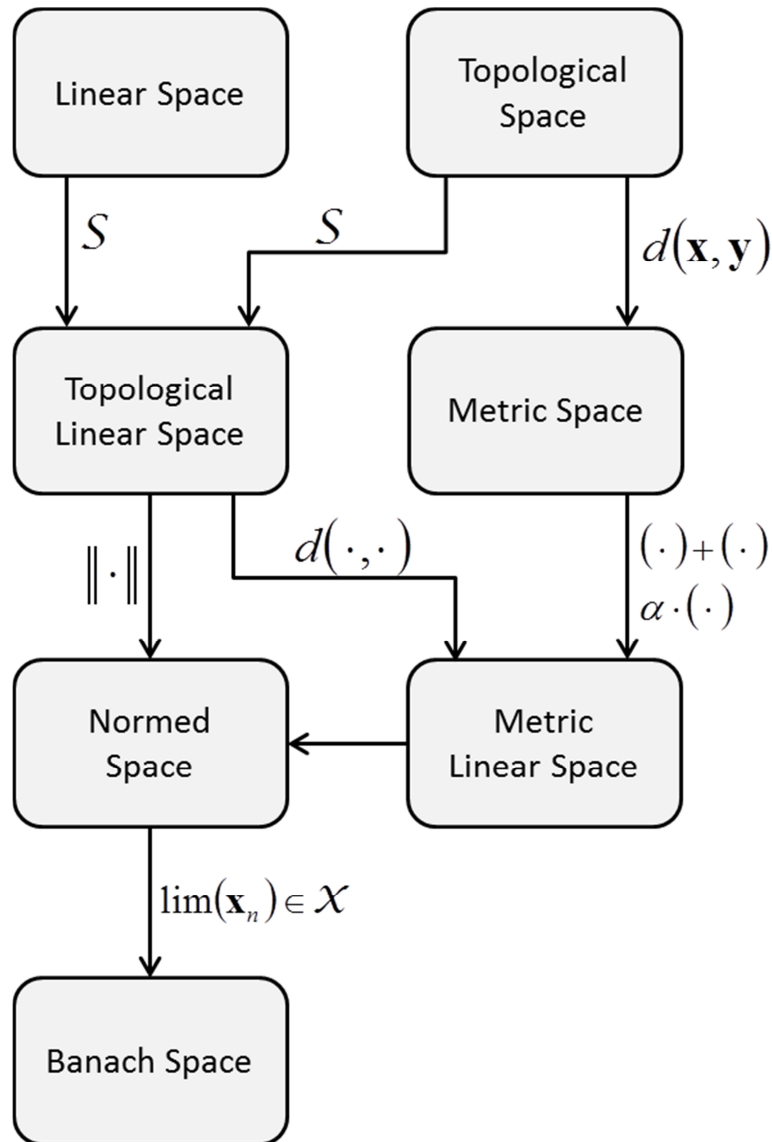 Linear Space
Topological
Space
S
S
d(x, y)
Topological
Linear Space
Metric Space
‖ · ‖
d( · , · )
( · )+( · )
α · ( · )
Normed
Space
Metric
Linear Space
lim(xₙ) ∈ X
Banach Space